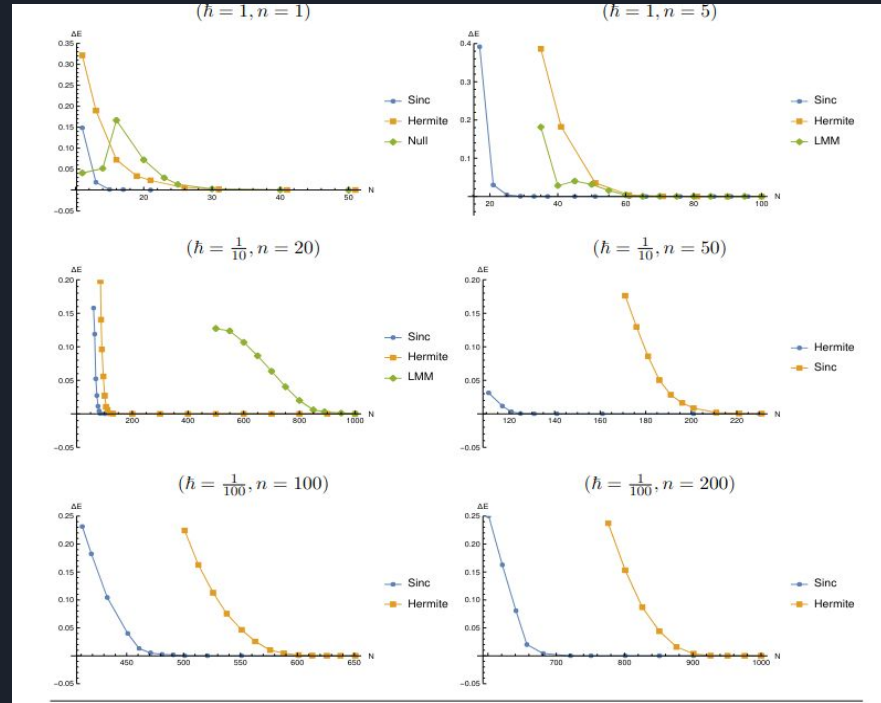 (ħ = 1, n = 1)
ΔE
0.35
0.30
0.25
0.20
0.15
0.10
0.05
-0.05
20
30
40
50
N
Sinc
Hermite
Null
(ħ = 1, n = 5)
ΔE
0.4
0.3
0.2
0.1
20
40
60
80
100
N
Sinc
Hermite
LMM
(ħ = 1/10, n = 20)
ΔE
0.20
0.15
0.10
0.05
-0.05
200
400
600
800
1000
N
Sinc
Hermite
LMM
(ħ = 1/10, n = 50)
ΔE
0.20
0.15
0.10
0.05
-0.05
120
140
160
180
200
220
N
Hermite
Sinc
(ħ = 1/100, n = 100)
ΔE
0.25
0.20
0.15
0.10
0.05
-0.05
450
500
550
600
650
N
Sinc
Hermite
(ħ = 1/100, n = 200)
ΔE
0.25
0.20
0.15
0.10
0.05
-0.05
700
800
900
1000
N
Sinc
Hermite